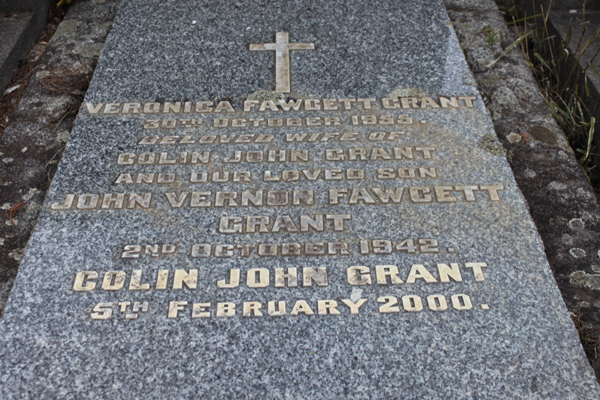 VERONICA FAWCETT GRANT
30TH OCTOBER 1955
BELOVED WIFE OF
COLIN JOHN GRANT
AND OUR LOVED SON
JOHN VERNON FAWCETT
GRANT
2ND OCTOBER 1942.
COLIN JOHN GRANT
5TH FEBRUARY 2000.